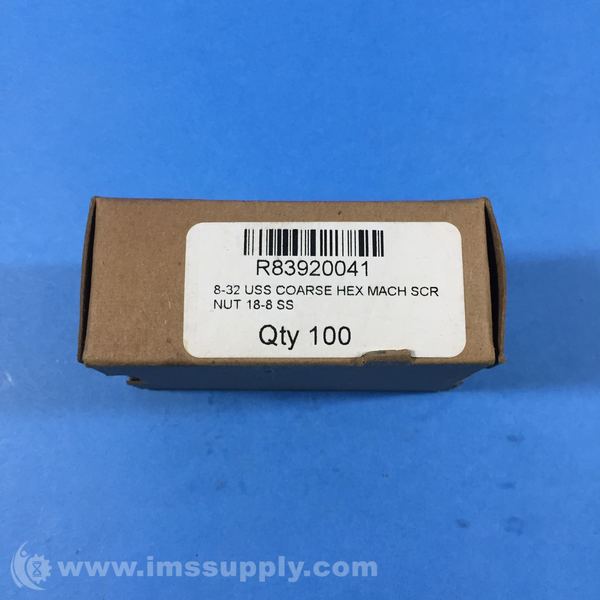 R83920041
8-32 USS COARSE HEX MACH SCR
NUT 18-8 SS
Qty 100
www.imssupply.com